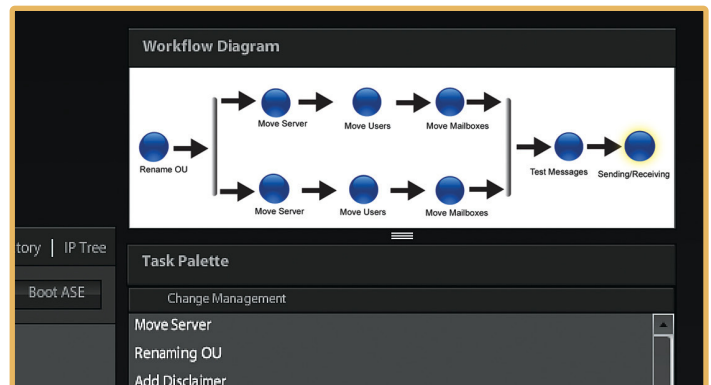 Workflow Diagram
Move Server Move Users Move Mailboxes
Rename OU
Test Messages Sending/Receiving
Move Server Move Users Move Mailboxes
tory | IP Tree
Task Palette
Boot ASE
Change Management
Move Server
Renaming OU
Add Disclaimer